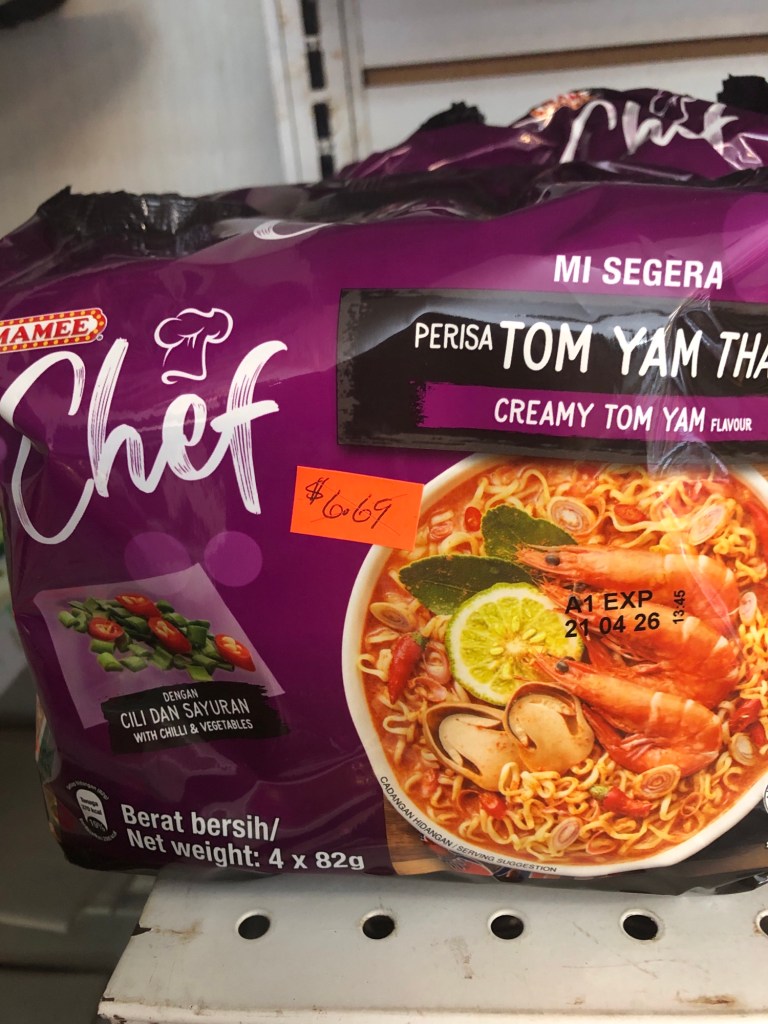 Chef
MI SEGERA
MAMEE
Chef
PERISA TOM YAM THA
CREAMY TOM YAM FLAVOUR
$6.69
A1 EXP
21 04 26
13:45
DENGAN
CILI DAN SAYURAN
WITH CHILLI & VEGETABLES
Berat bersih/
Net weight: 4 x 82g
CADANGAN HIDANGAN / SERVING SUGGESTION